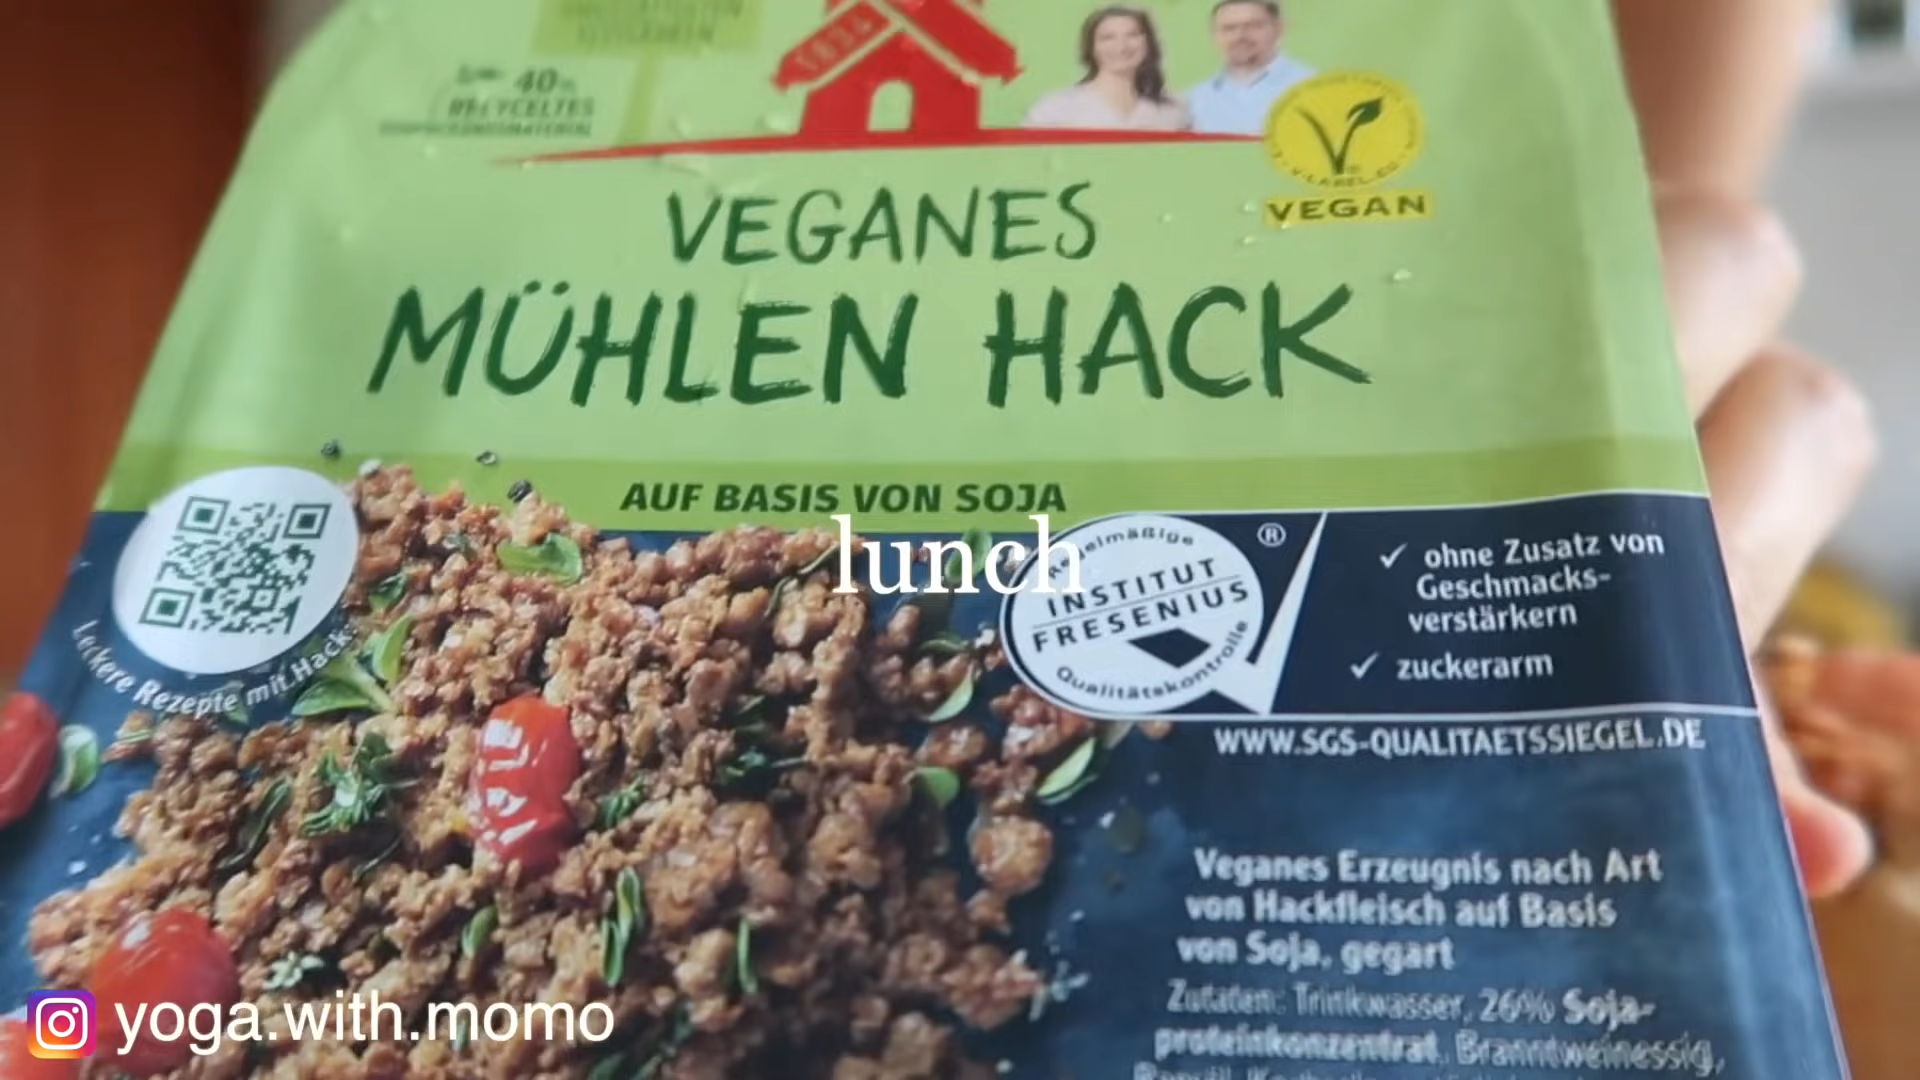 1834
40%
RECYCELTES
VEGAN
VEGANES
MÜHLEN HACK
AUF BASIS VON SOJA
lunch
Regelmäßige
INSTITUT
FRESENIUS
Qualitätskontrolle
®
✓ ohne Zusatz von
Geschmacks-
verstärkern
✓ zuckerarm
WWW.SGS-QUALITAETSSIEGEL.DE
Leckere Rezepte mit Hack:
Veganes Erzeugnis nach Art
von Hackfleisch auf Basis
von Soja, gegart
Zutaten: Trinkwasser, 26% Soja-
proteinkonzentrat, Branntweinessig,
yoga.with.momo